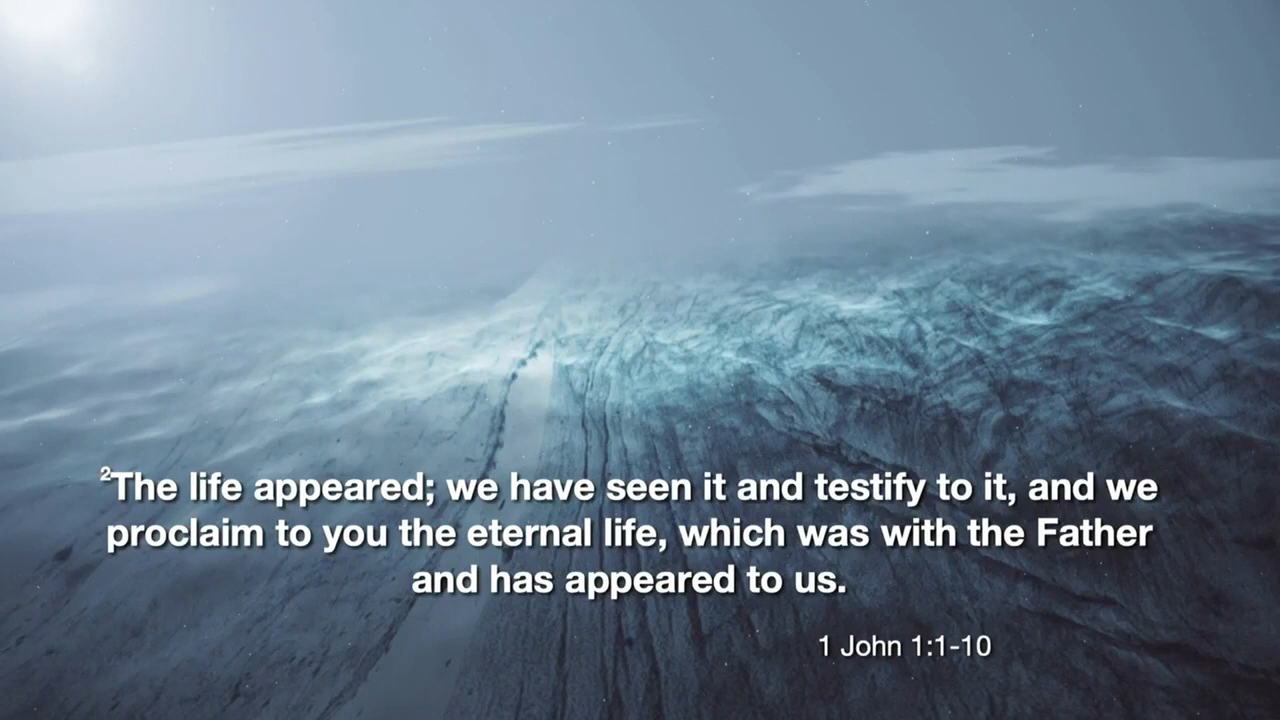 ²The life appeared; we have seen it and testify to it, and we
proclaim to you the eternal life, which was with the Father
and has appeared to us.
1 John 1:1-10